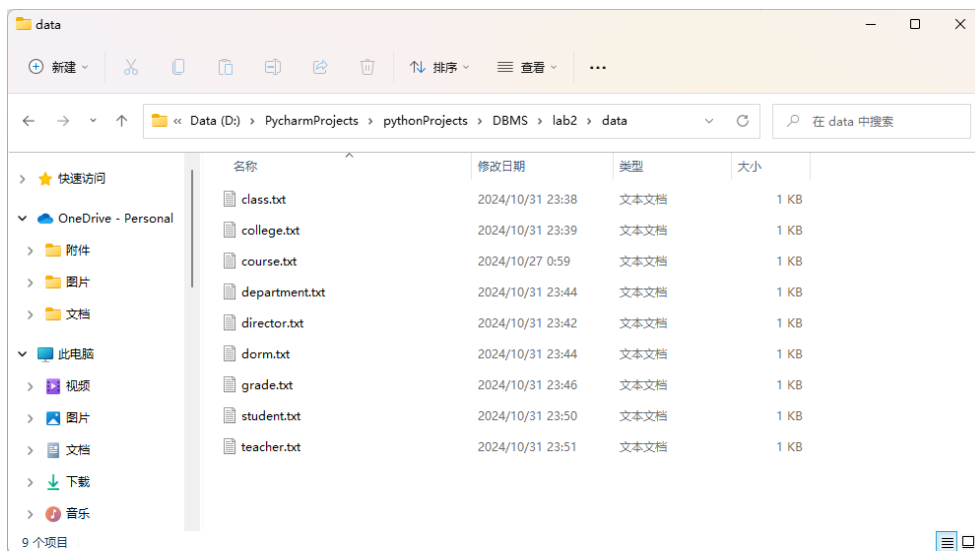 data
新建 排序 查看 ...
« Data (D:) > PycharmProjects > pythonProjects > DBMS > lab2 > data 在 data 中搜索
名称 修改日期 类型 大小
快速访问
OneDrive - Personal
附件
图片
文档
此电脑
视频
图片
文档
下载
音乐
class.txt 2024/10/31 23:38 文本文档 1 KB
college.txt 2024/10/31 23:39 文本文档 1 KB
course.txt 2024/10/27 0:59 文本文档 1 KB
department.txt 2024/10/31 23:44 文本文档 1 KB
director.txt 2024/10/31 23:42 文本文档 1 KB
dorm.txt 2024/10/31 23:44 文本文档 1 KB
grade.txt 2024/10/31 23:46 文本文档 1 KB
student.txt 2024/10/31 23:50 文本文档 1 KB
teacher.txt 2024/10/31 23:51 文本文档 1 KB
9 个项目